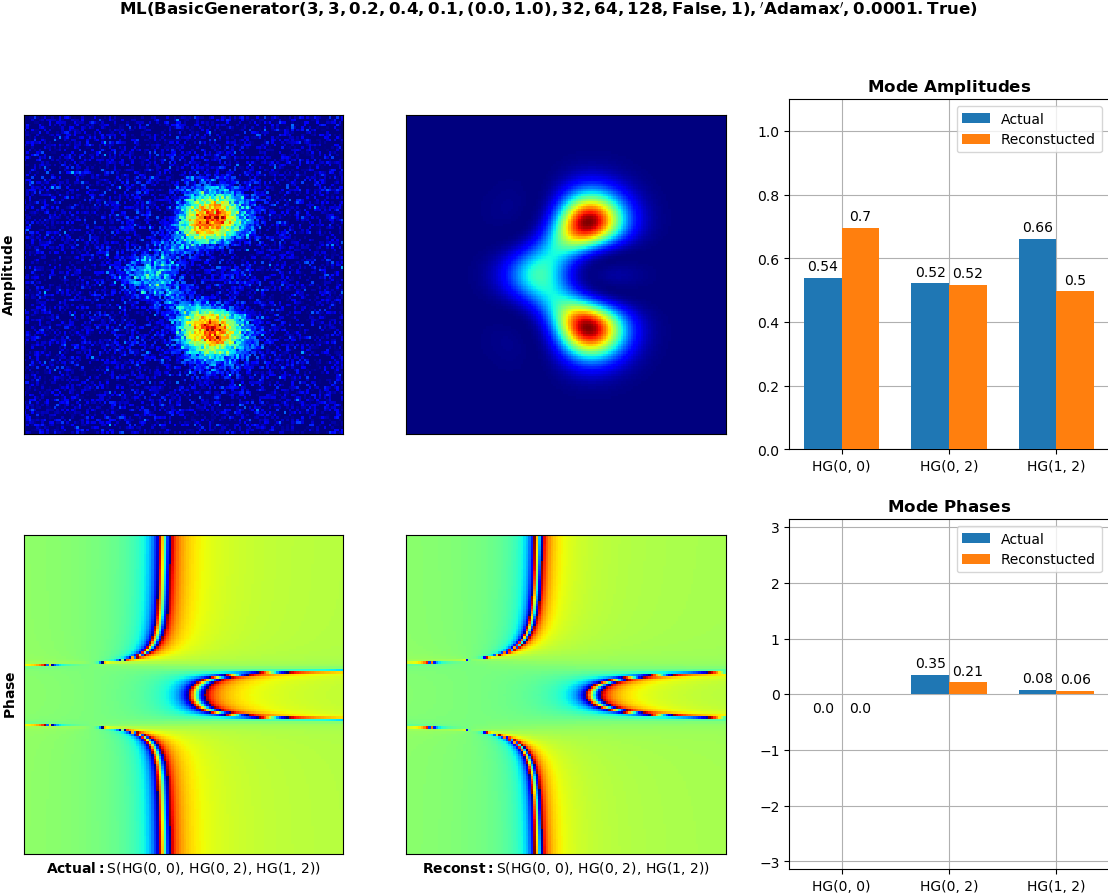 ML(BasicGenerator(3, 3, 0.2, 0.4, 0.1, (0.0, 1.0), 32, 64, 128, False, 1), 'Adamax', 0.0001. True)
Amplitude
Mode Amplitudes
Actual
Reconstucted
1.0
0.8
0.6
0.4
0.2
0.0
0.54
0.7
0.52
0.52
0.66
0.5
HG(0, 0)
HG(0, 2)
HG(1, 2)
Phase
Actual: S(HG(0, 0), HG(0, 2), HG(1, 2))
Reconst: S(HG(0, 0), HG(0, 2), HG(1, 2))
Mode Phases
Actual
Reconstucted
3
2
1
0
−1
−2
−3
0.0
0.0
0.35
0.21
0.08
0.06
HG(0, 0)
HG(0, 2)
HG(1, 2)